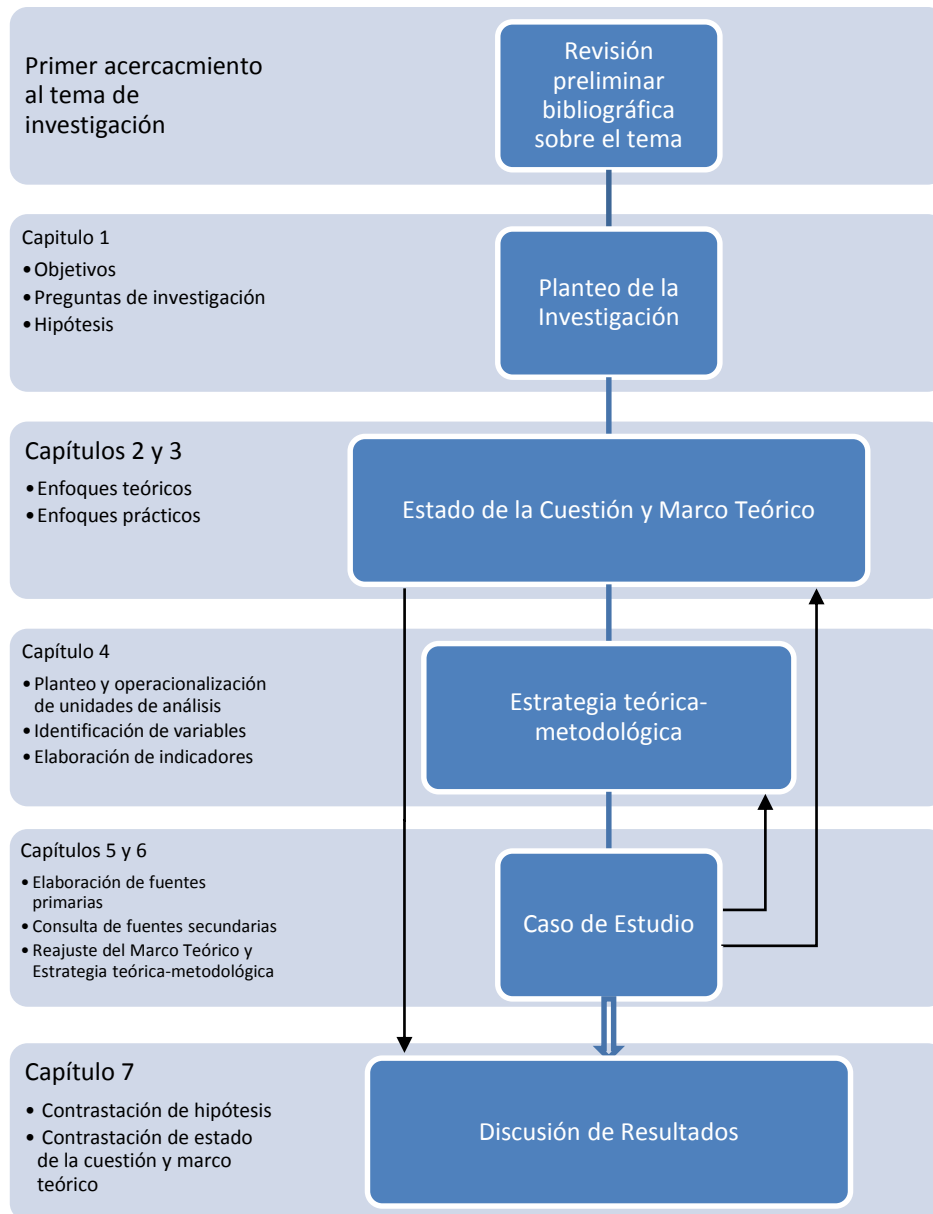 Primer acercacmiento
al tema de
investigación
Revisión
preliminar
bibliográfica
sobre el tema
Capitulo 1
• Objetivos
• Preguntas de investigación
• Hipótesis
Planteo de la
Investigación
Capítulos 2 y 3
• Enfoques teóricos
• Enfoques prácticos
Estado de la Cuestión y Marco Teórico
Capítulo 4
• Planteo y operacionalización
de unidades de análisis
• Identificación de variables
• Elaboración de indicadores
Estrategia teórica-
metodológica
Capítulos 5 y 6
• Elaboración de fuentes
primarias
• Consulta de fuentes secundarias
• Reajuste del Marco Teórico y
Estrategia teórica-metodológica
Caso de Estudio
Capítulo 7
• Contrastación de hipótesis
• Contrastación de estado
de la cuestión y marco
teórico
Discusión de Resultados